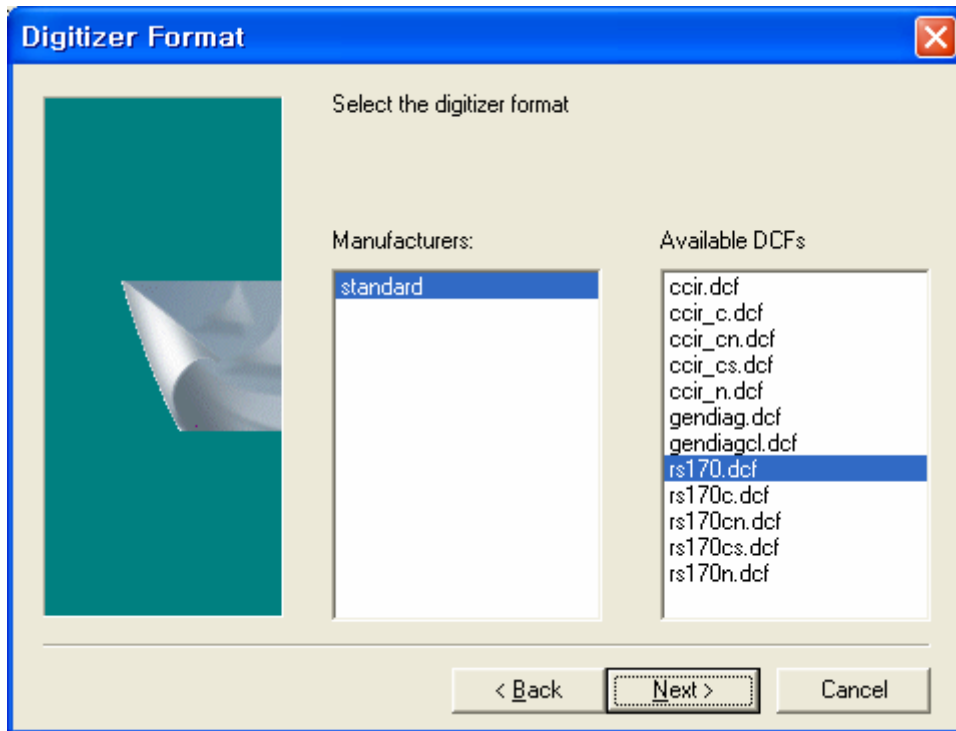 Digitizer Format
Select the digitizer format
Manufacturers:
standard
Available DCFs
ccir.dcf
ccir_c.dcf
ccir_cn.dcf
ccir_cs.dcf
ccir_n.dcf
gendiag.dcf
gendiagcl.dcf
rs170.dcf
rs170c.dcf
rs170cn.dcf
rs170cs.dcf
rs170n.dcf
< Back
Next >
Cancel